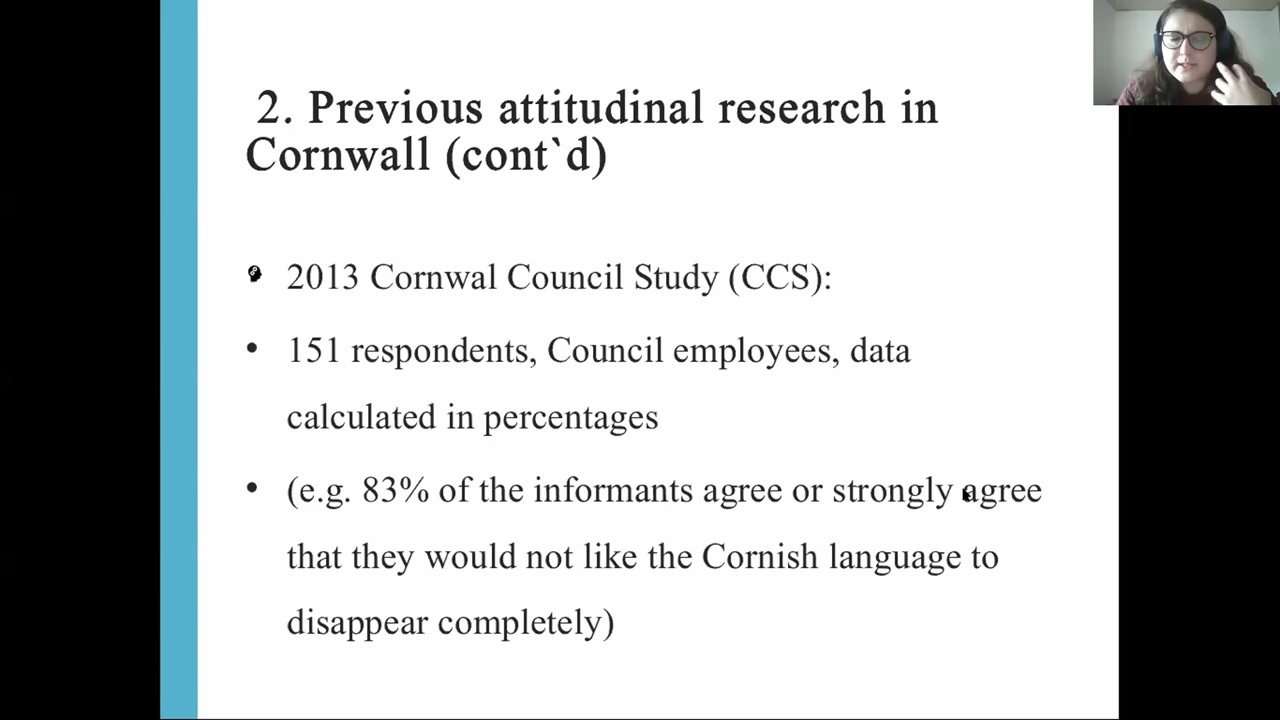 2. Previous attitudinal research in
Cornwall (cont`d)
2013 Cornwal Council Study (CCS):
• 151 respondents, Council employees, data
calculated in percentages
• (e.g. 83% of the informants agree or strongly agree
that they would not like the Cornish language to
disappear completely)